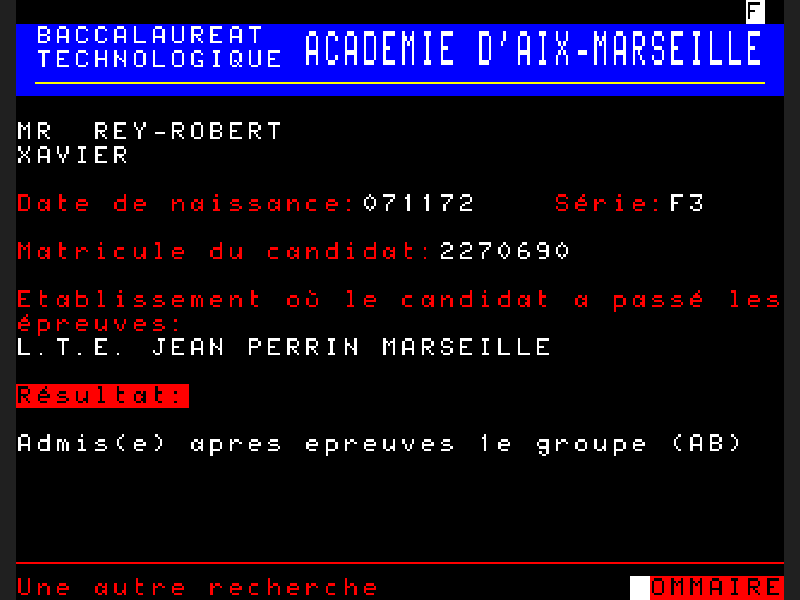 F
BACCALAUREAT
TECHNOLOGIQUE
ACADEMIE D'AIX-MARSEILLE
MR REY-ROBERT
XAVIER
Date de naissance:071172 Série:F3
Matricule du candidat:2270690
Etablissement où le candidat a passé les
épreuves:
L.T.E. JEAN PERRIN MARSEILLE
Résultat:
Admis(e) apres epreuves 1e groupe (AB)
Une autre recherche OMMAIRE